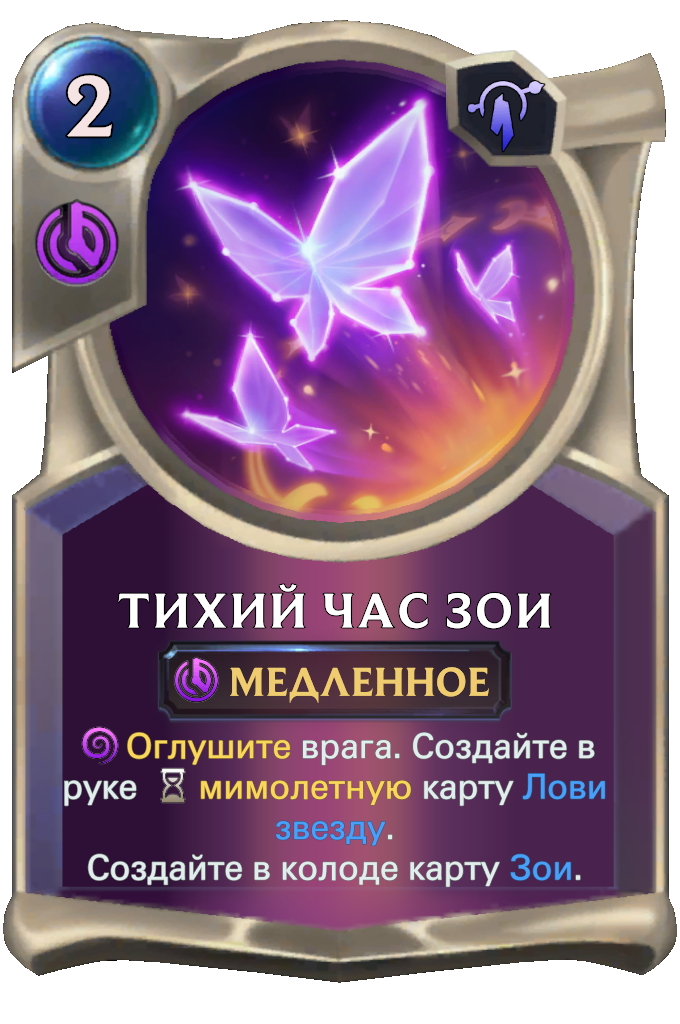 2
ТИХИЙ ЧАС ЗОИ
МЕДЛЕННОЕ
Оглушите врага. Создайте в
руке мимолетную карту Лови
звезду.
Создайте в колоде карту Зои.